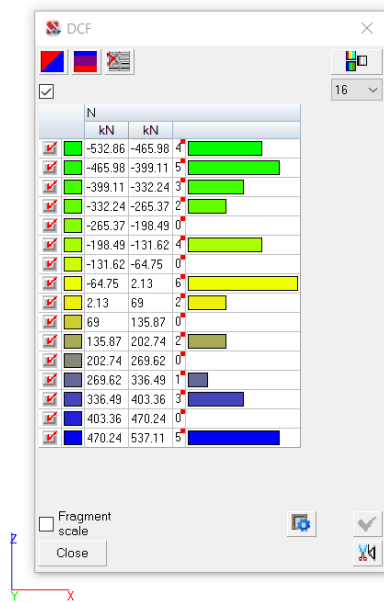 DCF
16
N
kN kN
-532.86 -465.98 4
-465.98 -399.11 5
-399.11 -332.24 3
-332.24 -265.37 2
-265.37 -198.49 0
-198.49 -131.62 4
-131.62 -64.75 0
-64.75 2.13 6
2.13 69 2
69 135.87 0
135.87 202.74 2
202.74 269.62 0
269.62 336.49 1
336.49 403.36 3
403.36 470.24 0
470.24 537.11 5
Fragment
scale
Close
Z
Y X